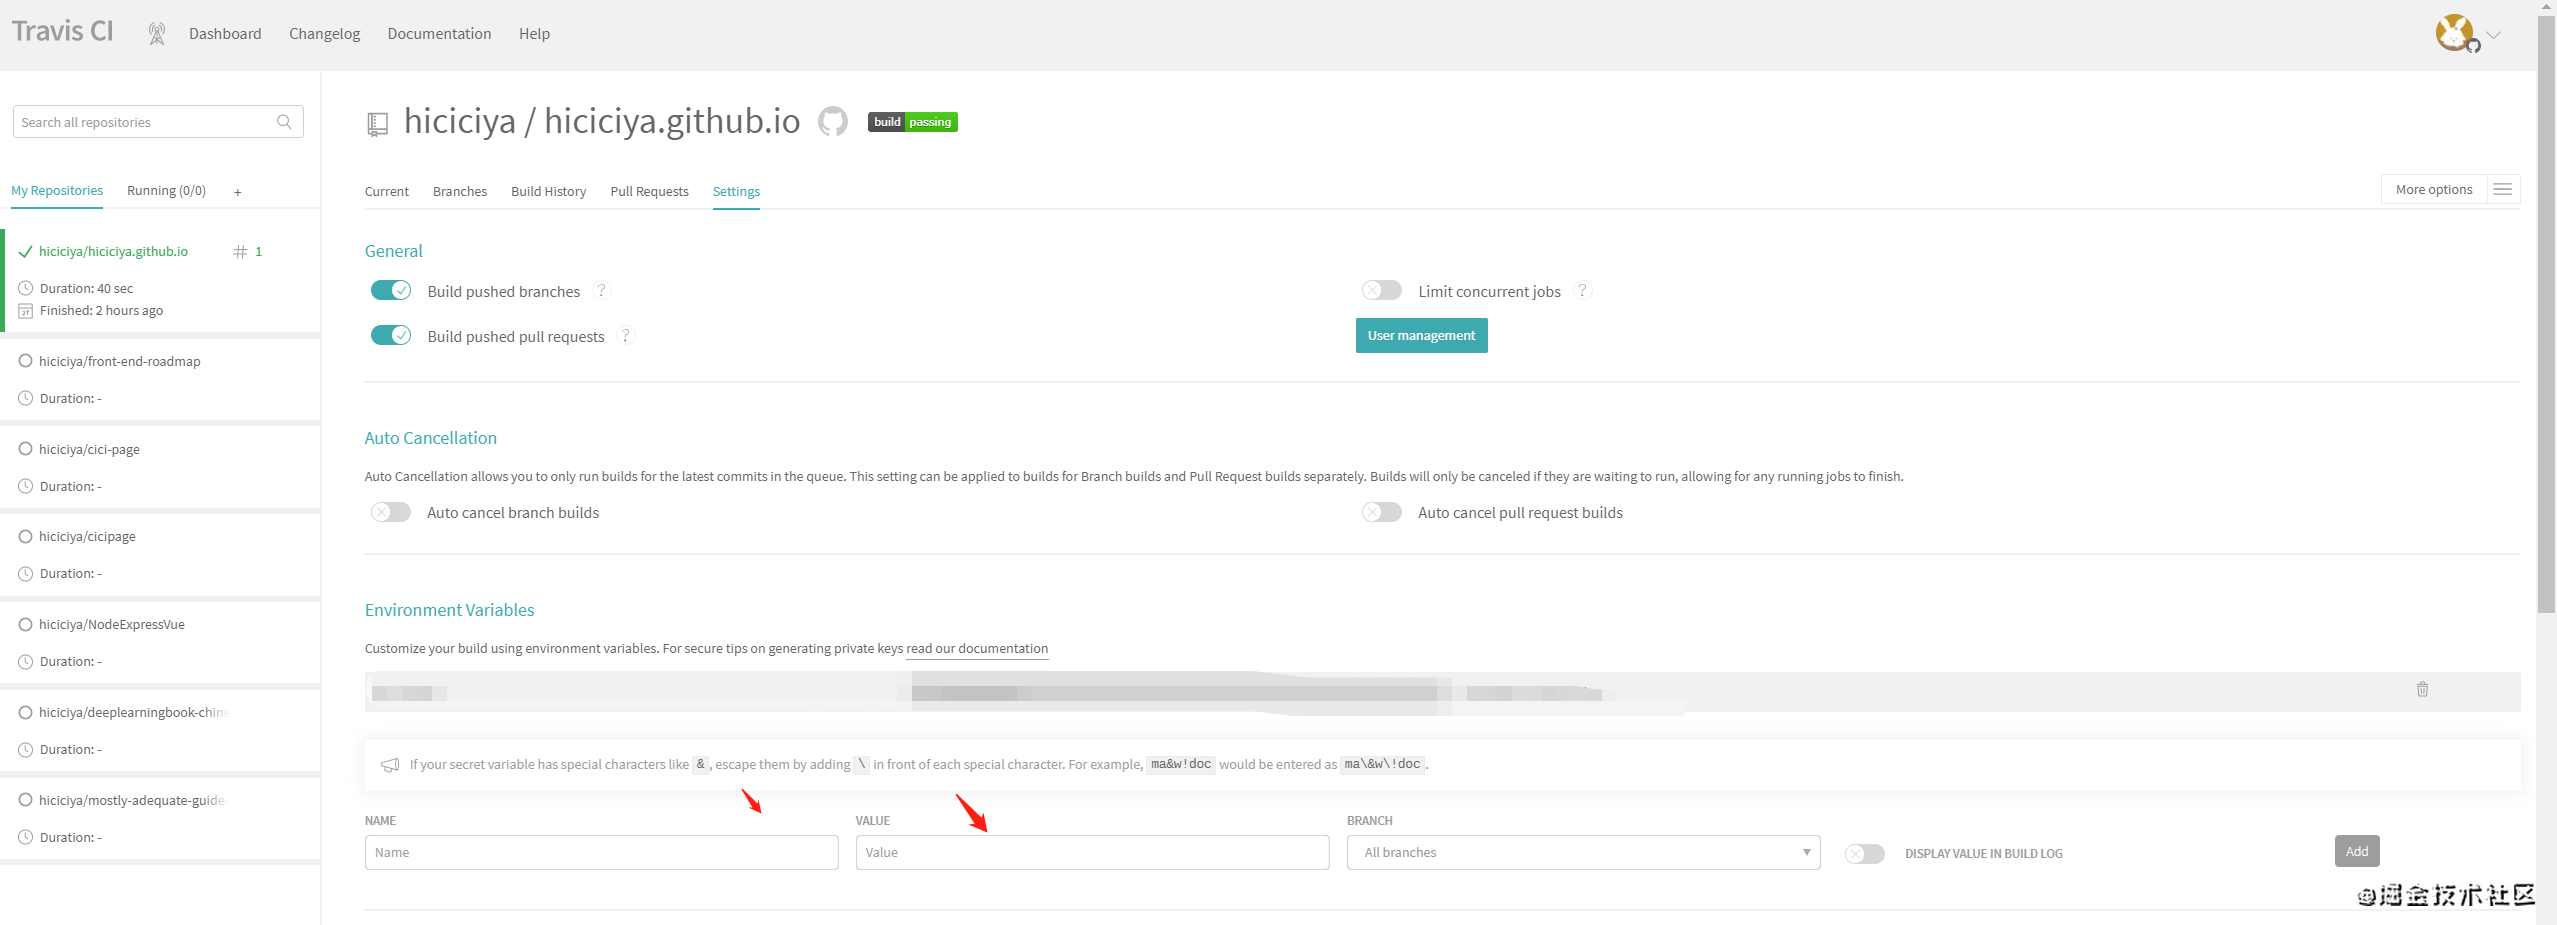 Travis CI
Dashboard
Changelog
Documentation
Help
Search all repositories
My Repositories
Running (0/0)
+
hiciciya/hiciciya.github.io
# 1
Duration: 40 sec
Finished: 2 hours ago
hiciciya/front-end-roadmap
Duration: -
hiciciya/cici-page
Duration: -
hiciciya/cicipage
Duration: -
hiciciya/NodeExpressVue
Duration: -
hiciciya/deeplearningbook-chine
Duration: -
hiciciya/mostly-adequate-guide-
Duration: -
hiciciya / hiciciya.github.io
build passing
Current
Branches
Build History
Pull Requests
Settings
More options
General
Build pushed branches ?
Limit concurrent jobs ?
Build pushed pull requests ?
User management
Auto Cancellation
Auto Cancellation allows you to only run builds for the latest commits in the queue. This setting can be applied to builds for Branch builds and Pull Request builds separately. Builds will only be canceled if they are waiting to run, allowing for any running jobs to finish.
Auto cancel branch builds
Auto cancel pull request builds
Environment Variables
Customize your build using environment variables. For secure tips on generating private keys read our documentation
If your secret variable has special characters like &, escape them by adding \ in front of each special character. For example, ma&w!doc would be entered as ma\&w\!doc.
NAME
VALUE
BRANCH
Name
Value
All branches
DISPLAY VALUE IN BUILD LOG
Add
@掘金技术社区